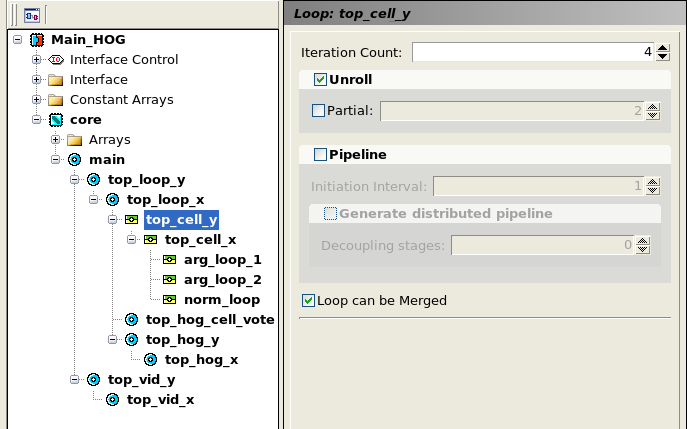 Main_HOG
Interface Control
Interface
Constant Arrays
core
Arrays
main
top_loop_y
top_loop_x
top_cell_y
top_cell_x
arg_loop_1
arg_loop_2
norm_loop
top_hog_cell_vote
top_hog_y
top_hog_x
top_vid_y
top_vid_x
Loop: top_cell_y
Iteration Count: 4
Unroll
Partial: 2
Pipeline
Initiation Interval: 1
Generate distributed pipeline
Decoupling stages: 0
Loop can be Merged